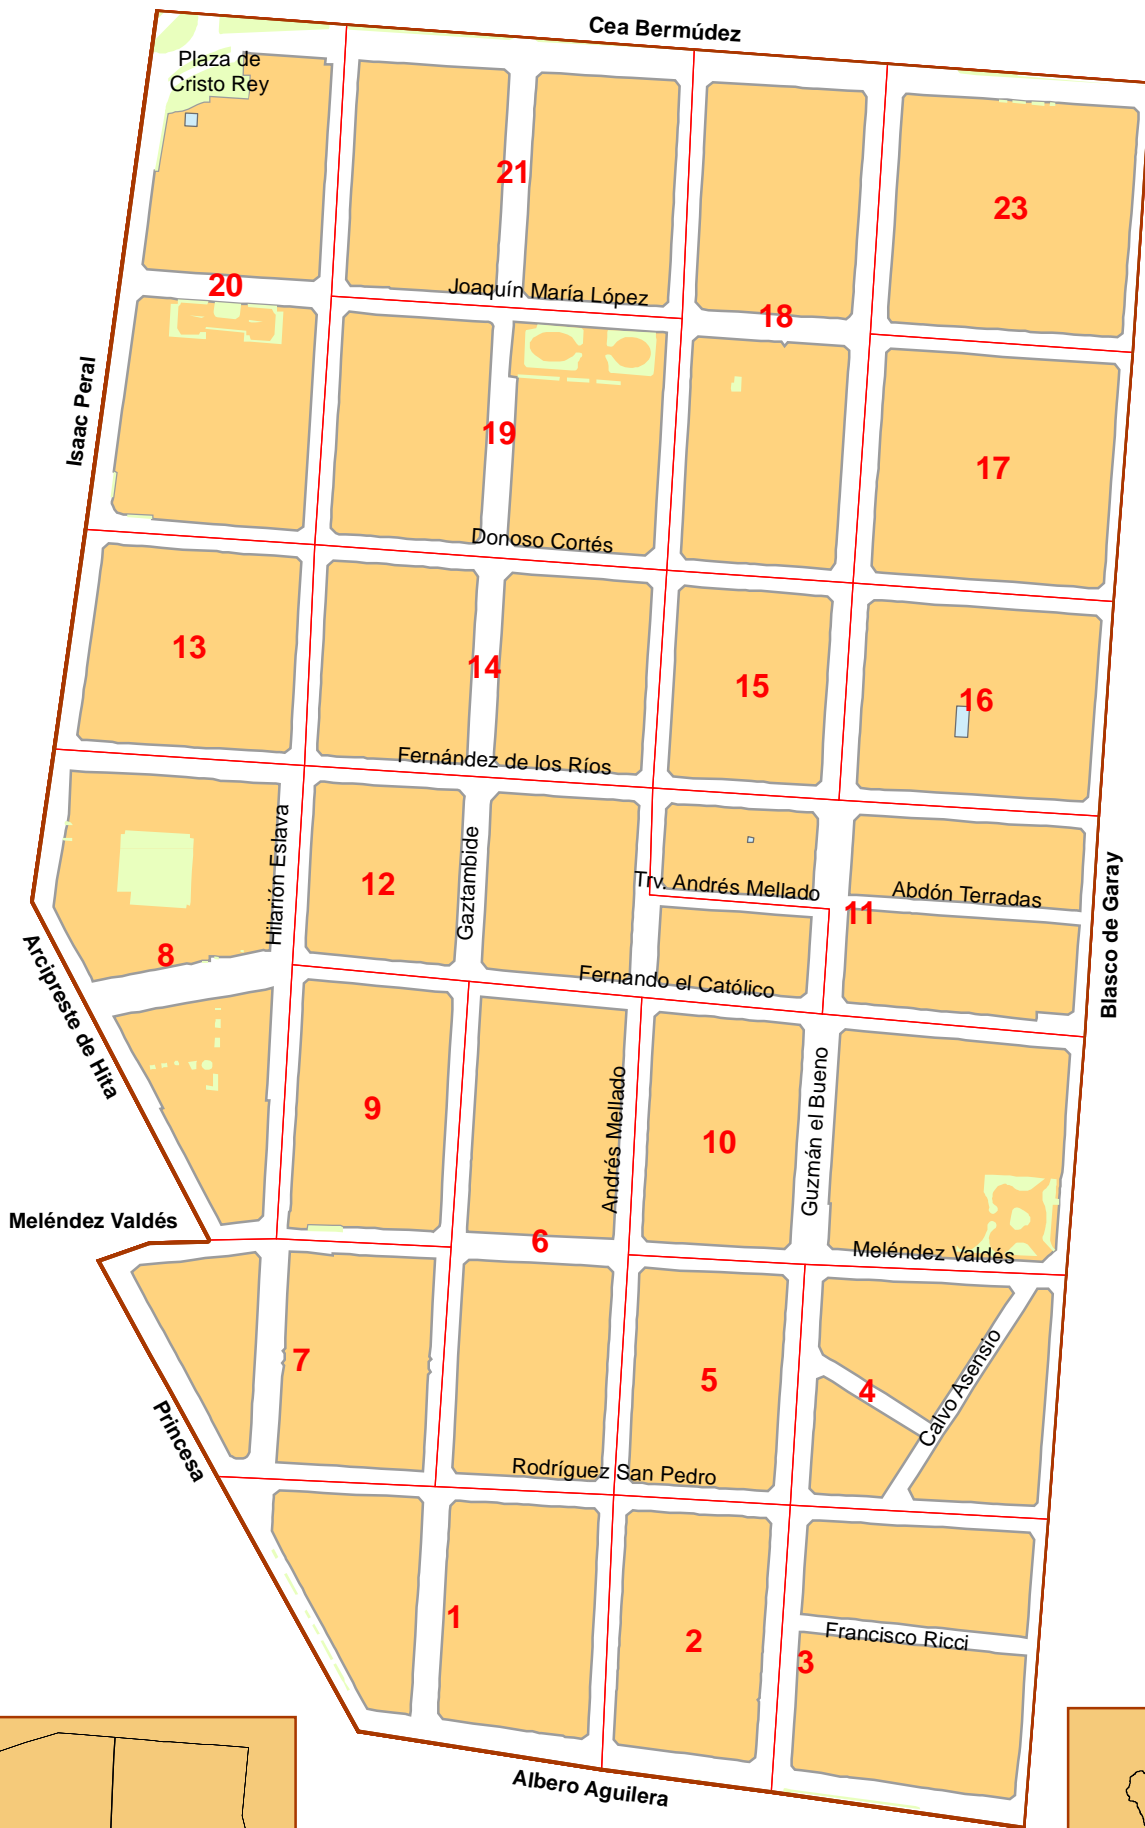 Cea Bermúdez
Plaza de
Cristo Rey
21
23
20
Joaquín María López
18
Isaac Peral
19
17
Donoso Cortés
13
14
15
16
Fernández de los Ríos
Hilarión Eslava
12
Gaztambide
Trv. Andrés Mellado
Abdón Terradas
11
Blasco de Garay
8
Arcipreste de Hita
Fernando el Católico
9
Andrés Mellado
10
Guzmán el Bueno
Meléndez Valdés
6
Meléndez Valdés
7
5
4
Calvo Asensio
Princesa
Rodríguez San Pedro
1
2
Francisco Ricci
3
Albero Aguilera